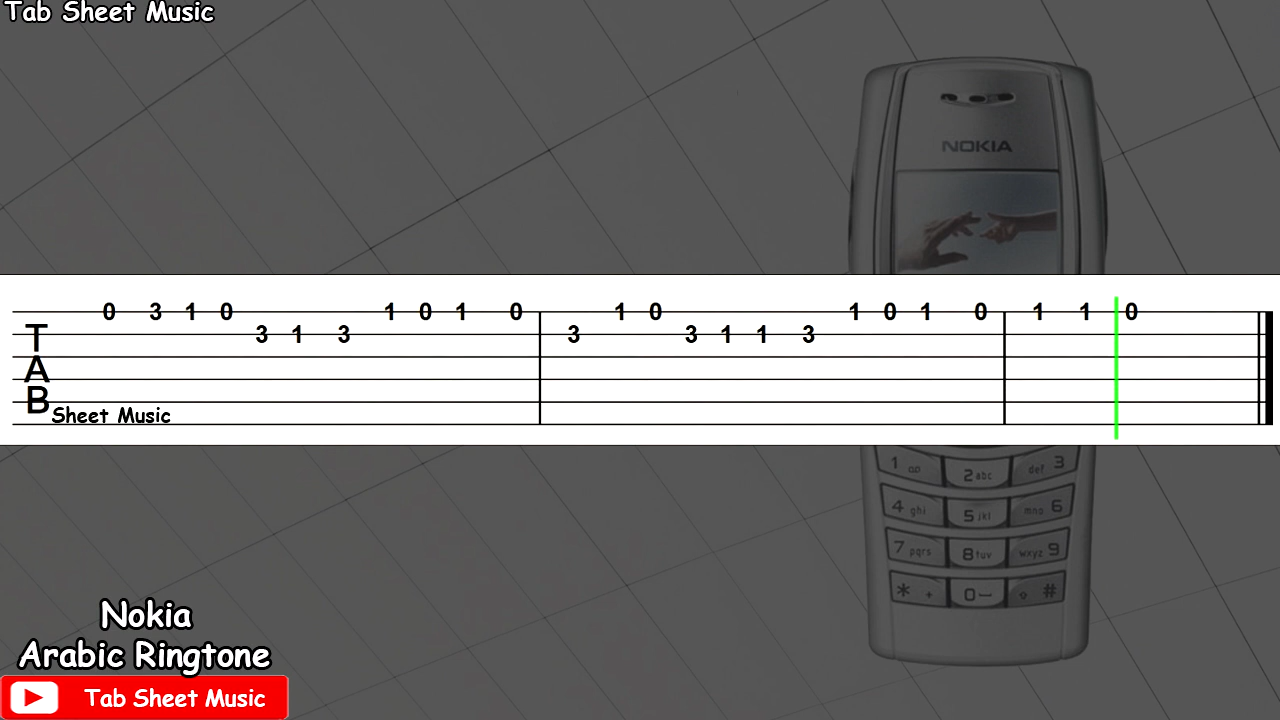 Tab Sheet Music
NOKIA
0 3 1 0 1 0 1 0 1 0 1 0 1 0 1 1 0
T 3 1 3 3 3 1 1 3
A
B Sheet Music
1 2 abc def 3
4 ghi 5 jkl mno 6
7 pqrs 8 tuv wxyz 9
* + 0 #
Nokia
Arabic Ringtone
Tab Sheet Music